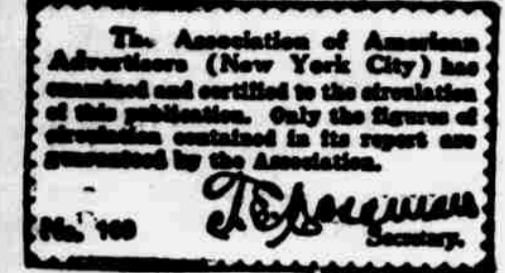 The Association of American
Advertisers (New York City) has
examined and certified to the circulation
of this publication. Only the figures of
circulation contained in its report are
guaranteed by the Association.
No. 169
Secretary.